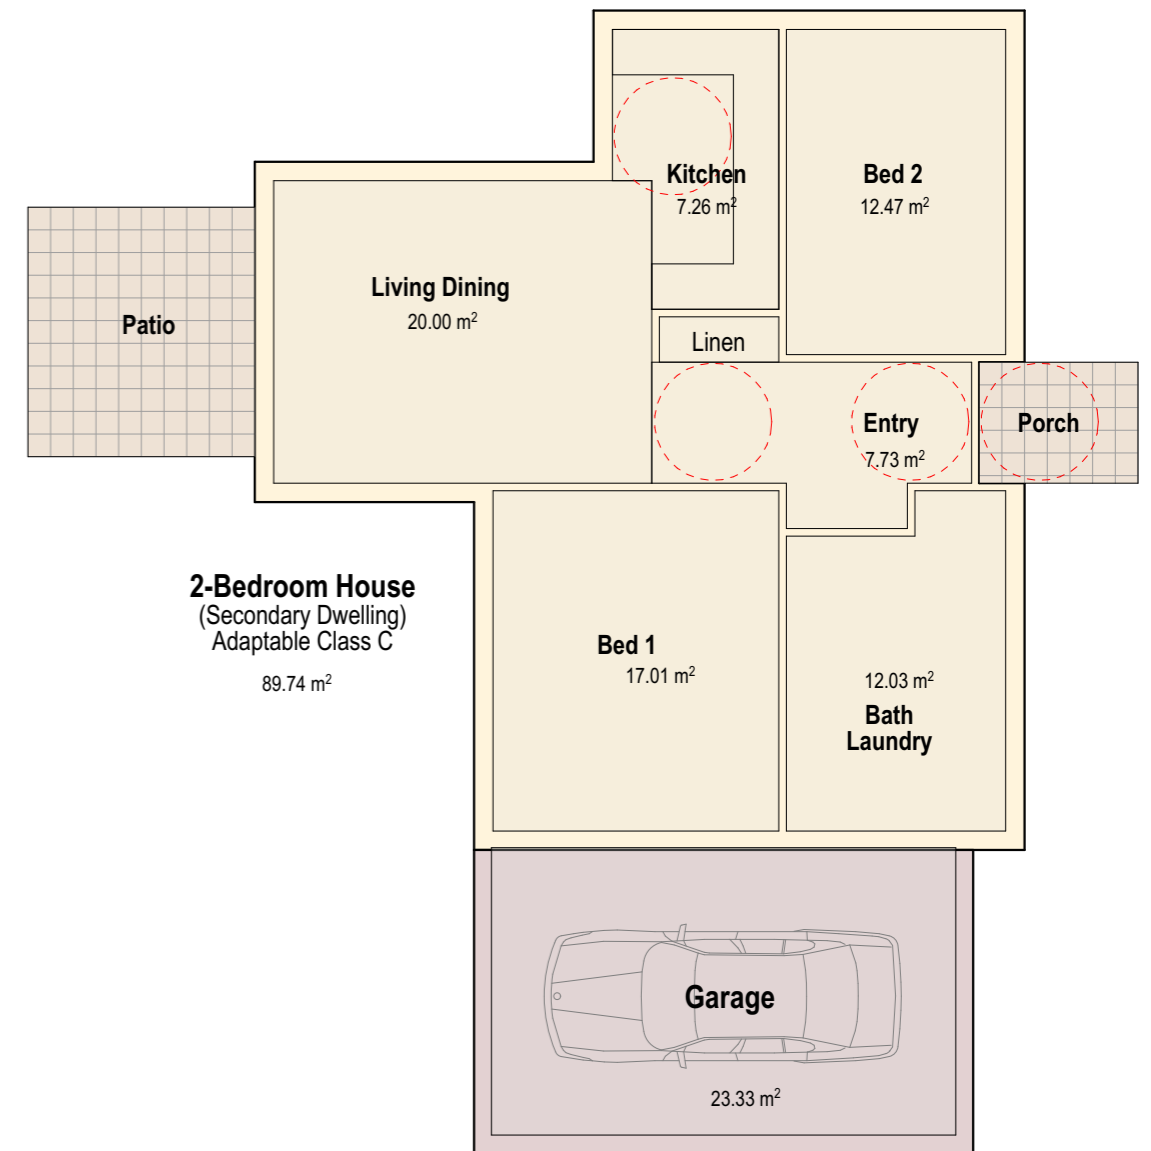 Kitchen
7.26 m²
Bed 2
12.47 m²
Living Dining
20.00 m²
Patio
Linen
Entry
7.73 m²
Porch
2-Bedroom House
(Secondary Dwelling)
Adaptable Class C
89.74 m²
Bed 1
17.01 m²
12.03 m²
Bath
Laundry
Garage
23.33 m²